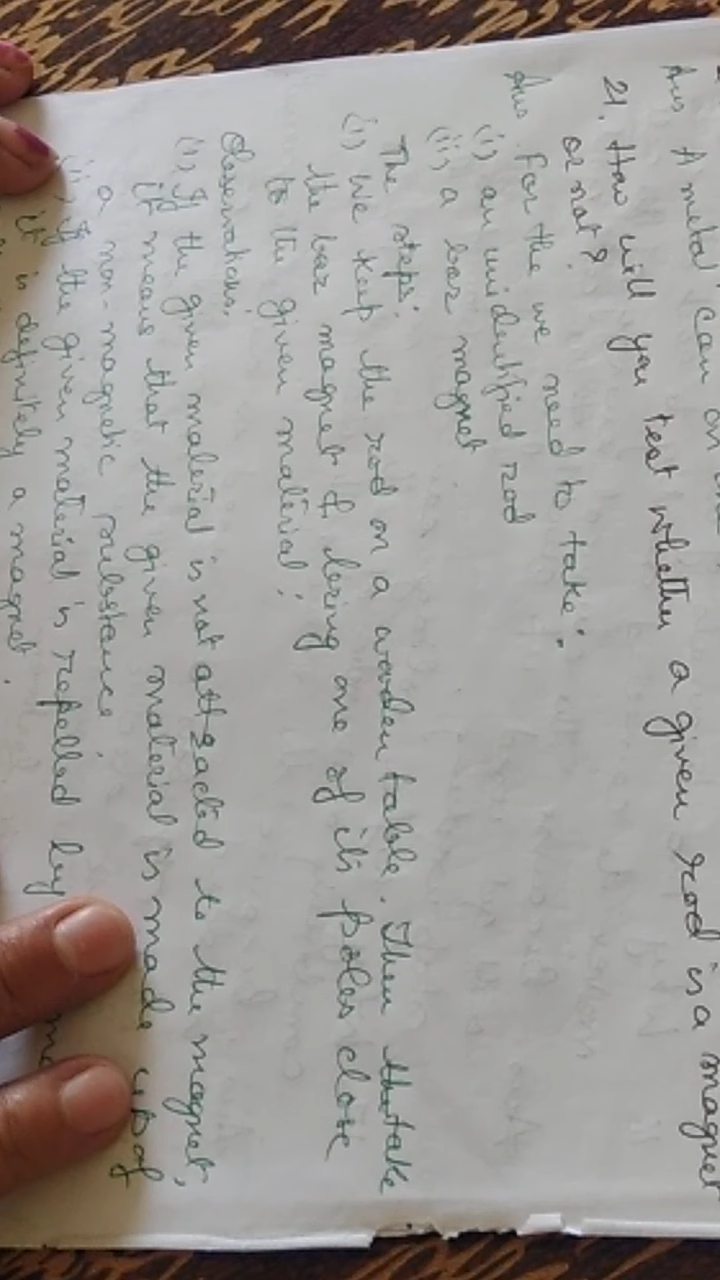 Ans A metal can
21. How will you test whether a given rod is a magnet
or not?
Ans For the we need to take:
(i) an unidentified rod
(ii) a bar magnet
The steps:
(i) We keep the rod on a wooden table. Then take
the bar magnet & bring one of its poles close
to the given material;
Observations:
(i) If the given material is not attracted to the magnet,
it means that the given material is made up of
a non-magnetic substance.
(ii) If the given material is repelled by
it is definitely a magnet.